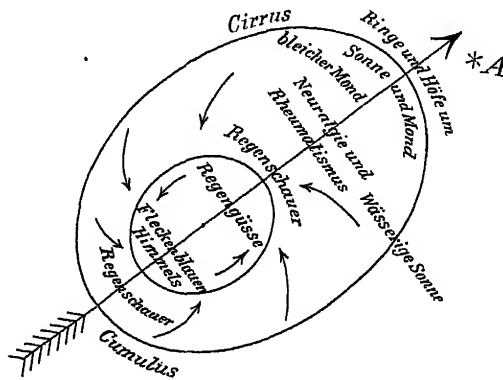 Cirrus
Ringe und Höfe um
Sonne und Mond
bleicher Mond
*A
Neuralgie und
Rheumatismus
Wässerige Sonne
Regenschauer
Regengüsse
Flecken blauen
Himmels
Regenschauer
Cumulus